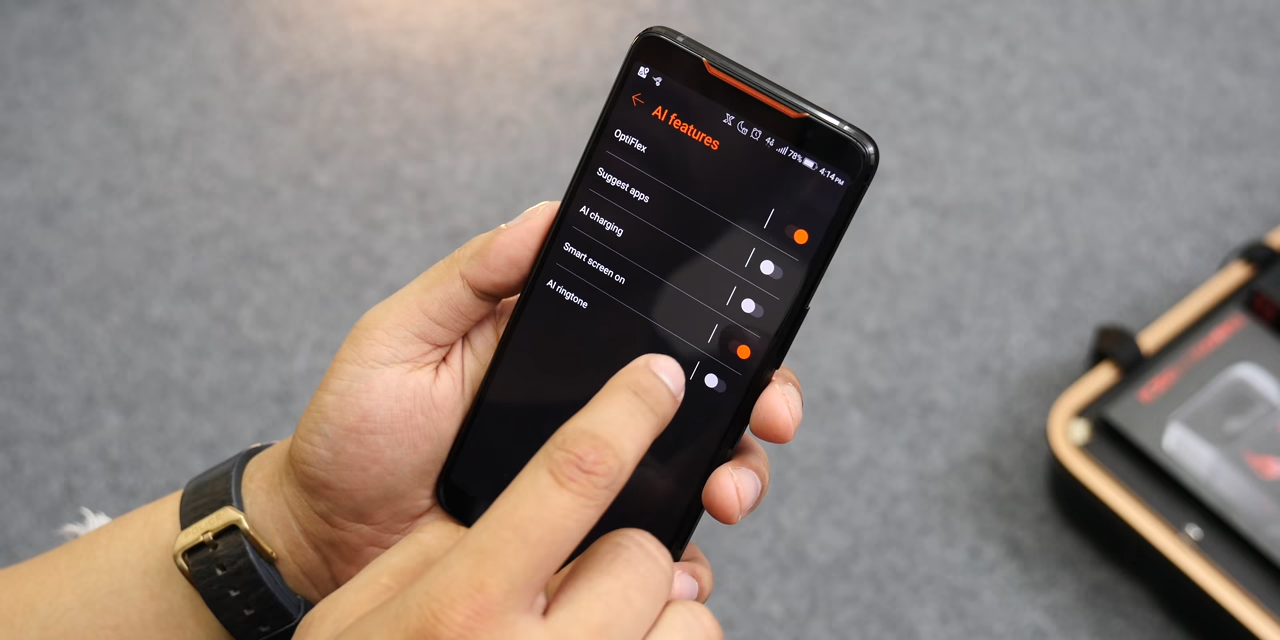 78% 4:14 PM
AI features
OptiFlex
Suggest apps
AI charging
Smart screen on
AI ringtone